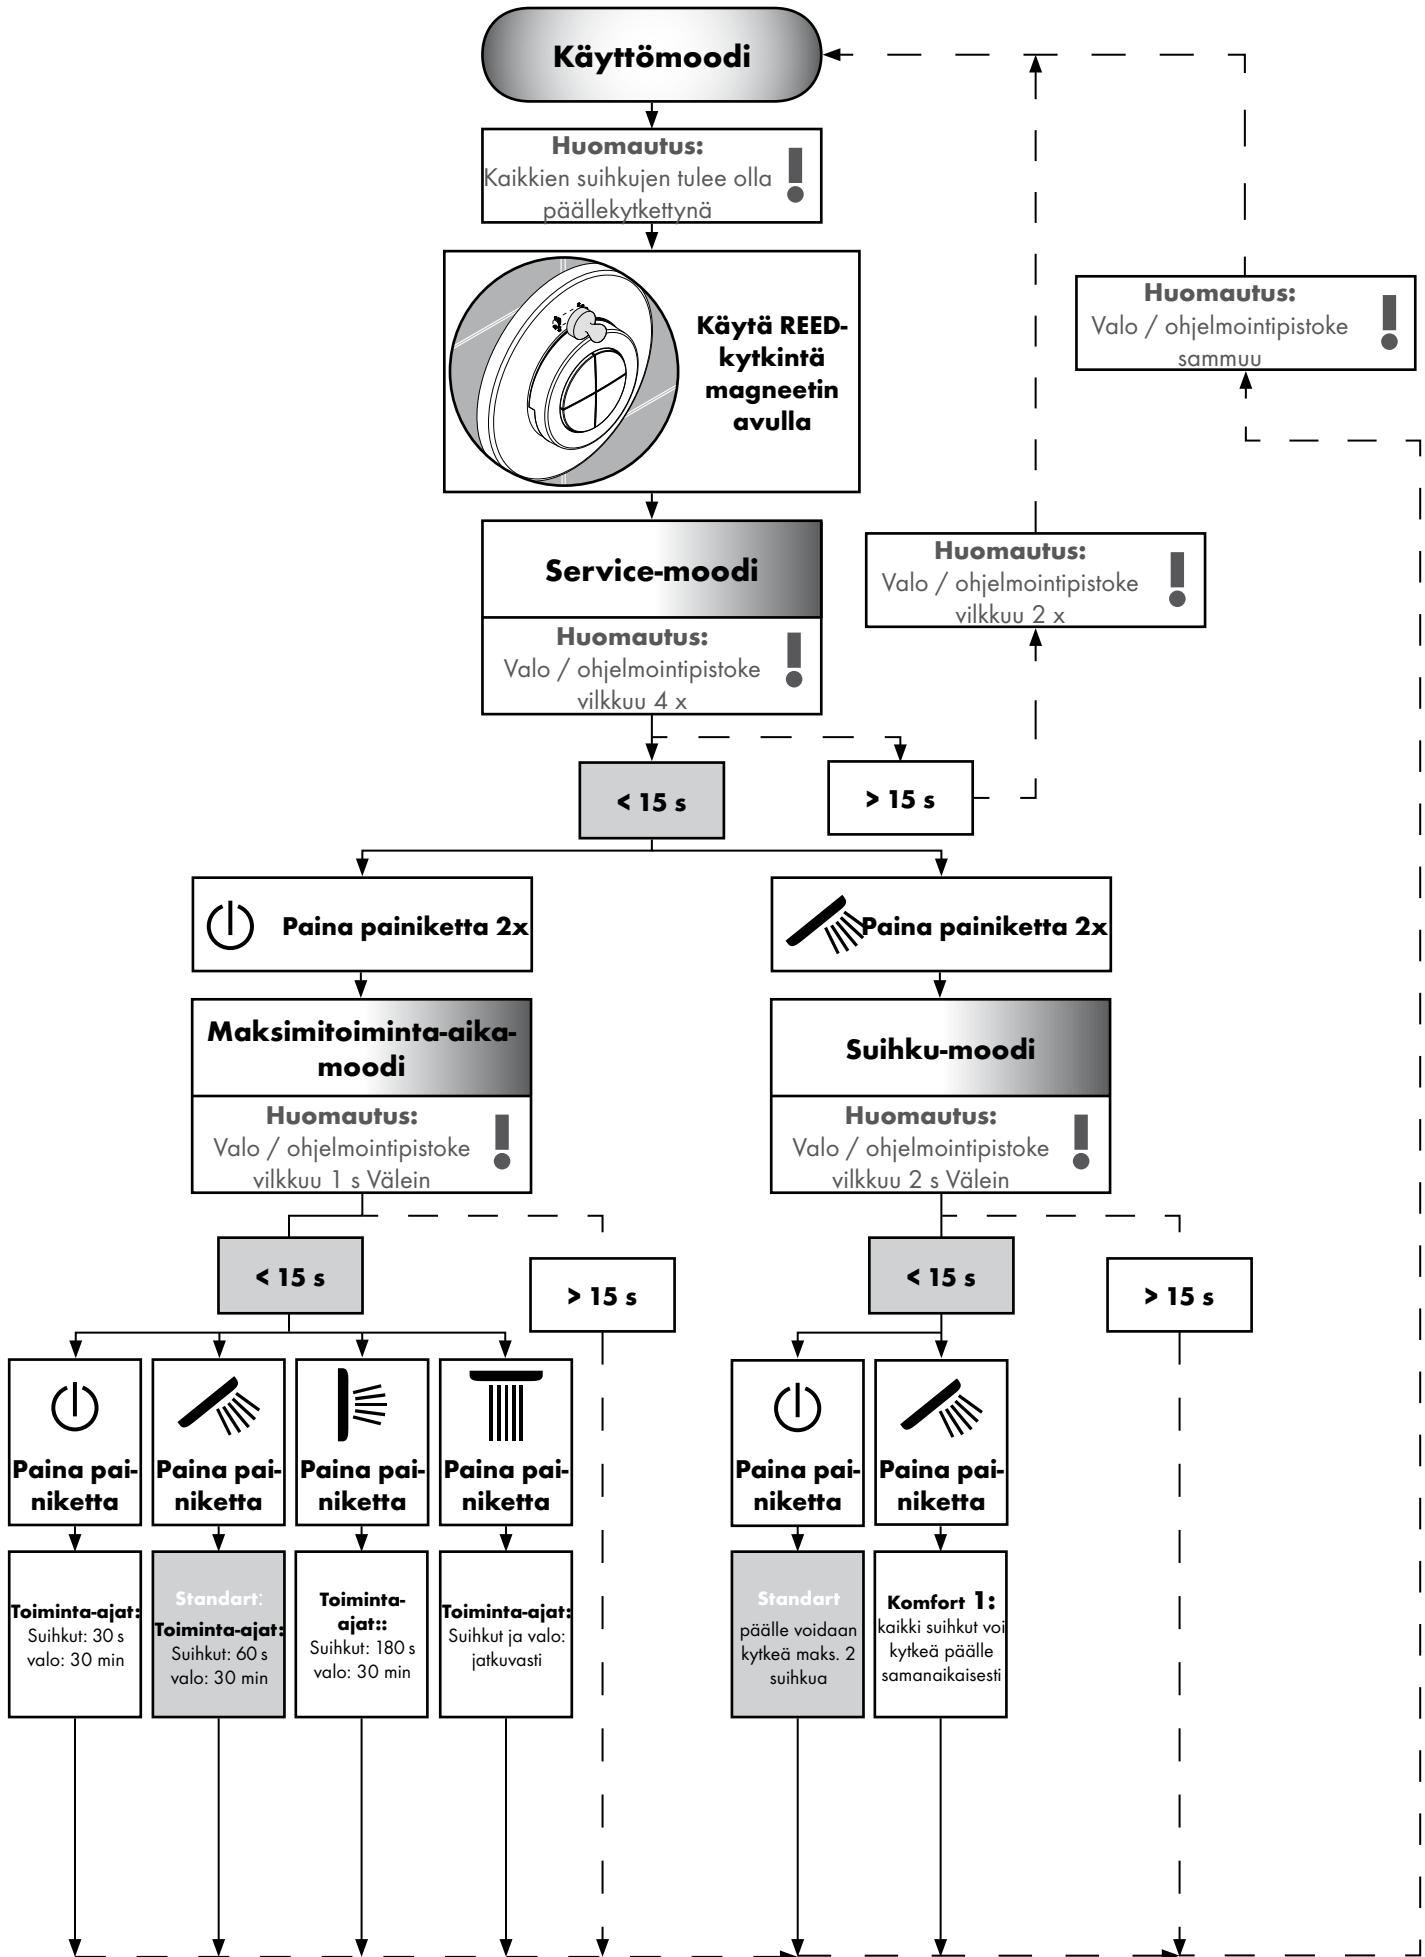 Käyttömoodi
Huomautus:
Kaikkien suihkujen tulee olla
päällekytkettynä
Käytä REED-
kytkintä
magneetin
avulla
Huomautus:
Valo / ohjelmointipistoke
sammuu
Service-moodi
Huomautus:
Valo / ohjelmointipistoke
vilkkuu 4 x
Huomautus:
Valo / ohjelmointipistoke
vilkkuu 2 x
< 15 s
> 15 s
Paina painiketta 2x
Paina painiketta 2x
Maksimitoiminta-aika-
moodi
Huomautus:
Valo / ohjelmointipistoke
vilkkuu 1 s Välein
Suihku-moodi
Huomautus:
Valo / ohjelmointipistoke
vilkkuu 2 s Välein
< 15 s
> 15 s
< 15 s
> 15 s
Paina pai-
niketta
Paina pai-
niketta
Paina pai-
niketta
Paina pai-
niketta
Paina pai-
niketta
Paina pai-
niketta
Toiminta-ajat:
Suihkut: 30 s
valo: 30 min
Standart:
Toiminta-ajat:
Suihkut: 60 s
valo: 30 min
Toiminta-
ajat::
Suihkut: 180 s
valo: 30 min
Toiminta-ajat:
Suihkut ja valo:
jatkuvasti
Standart
päälle voidaan
kytkeä maks. 2
suihkua
Komfort 1:
kaikki suihkut voi
kytkeä päälle
samanaikaisesti